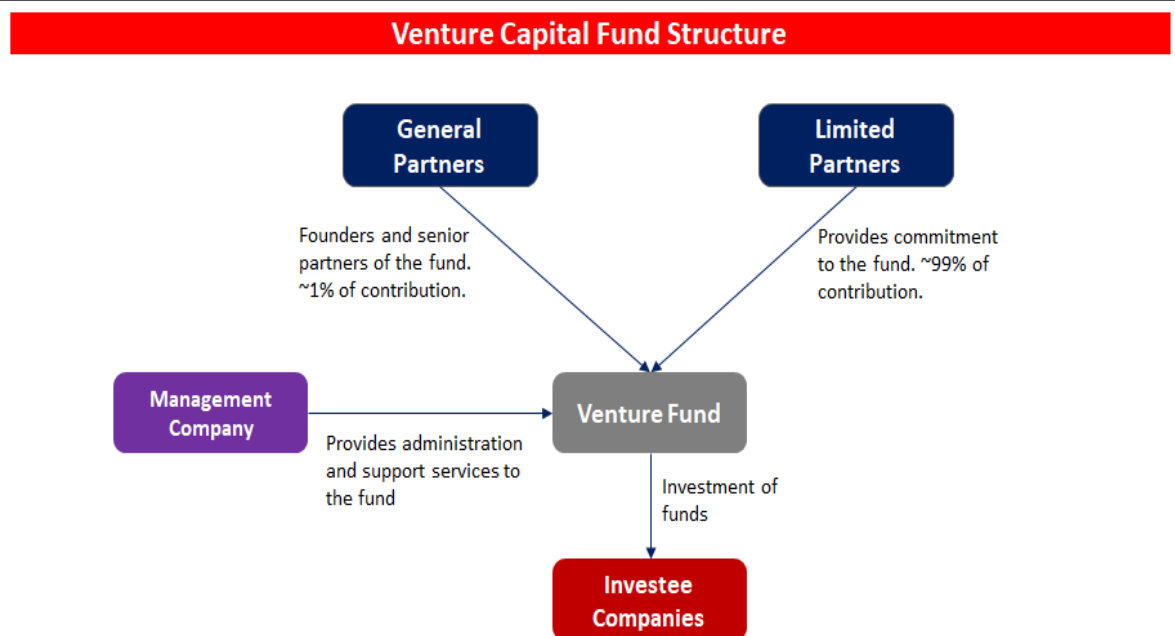 Venture Capital Fund Structure
General
Partners
Limited
Partners
Founders and senior
partners of the fund.
~1% of contribution.
Provides commitment
to the fund. ~99% of
contribution.
Management
Company
Venture Fund
Provides administration
and support services to
the fund
Investment of
funds
Investee
Companies